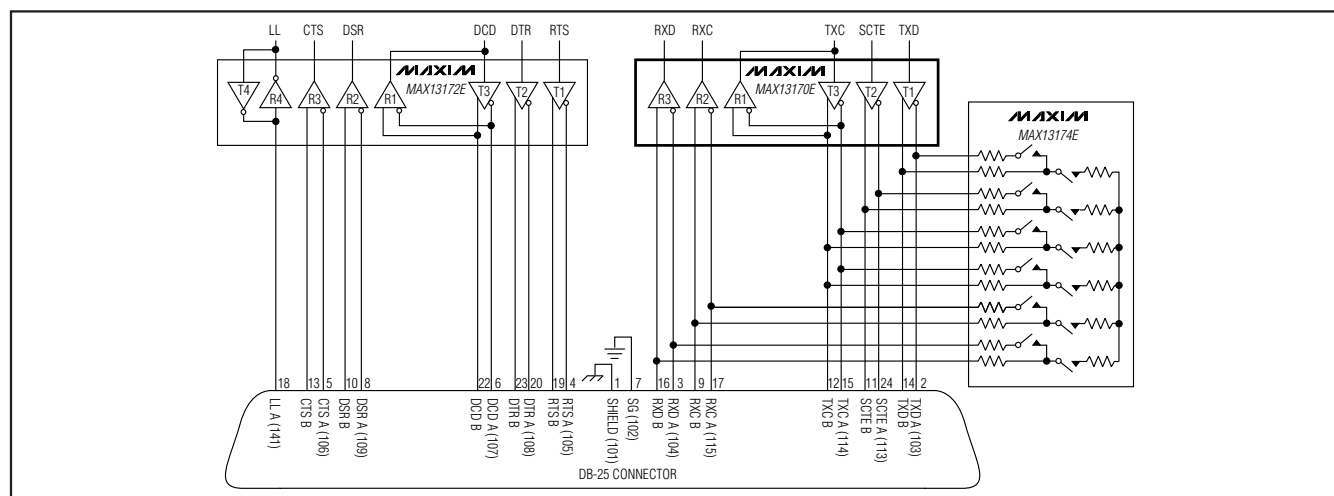 LL CTS DSR DCD DTR RTS RXD RXC TXC SCTE TXD
MAXIM
MAX13172E
T4 R4 R3 R2 R1 T3 T2 T1
MAXIM
MAX13170E
R3 R2 R1 T3 T2 T1
MAXIM
MAX13174E
18 13 5 10 8 22 6 23 20 19 4 1 7 16 3 9 17 12 15 11 24 14 2
LL A (141)
CTS B
CTS A (106)
DSR B
DSR A (109)
DCD B
DCD A (107)
DTR B
DTR A (108)
RTS B
RTS A (105)
SHIELD (101)
SG (102)
RXD B
RXD A (104)
RXC B
RXC A (115)
TXC B
TXC A (114)
SCTE B
SCTE A (113)
TXD B
TXD A (103)
DB-25 CONNECTOR